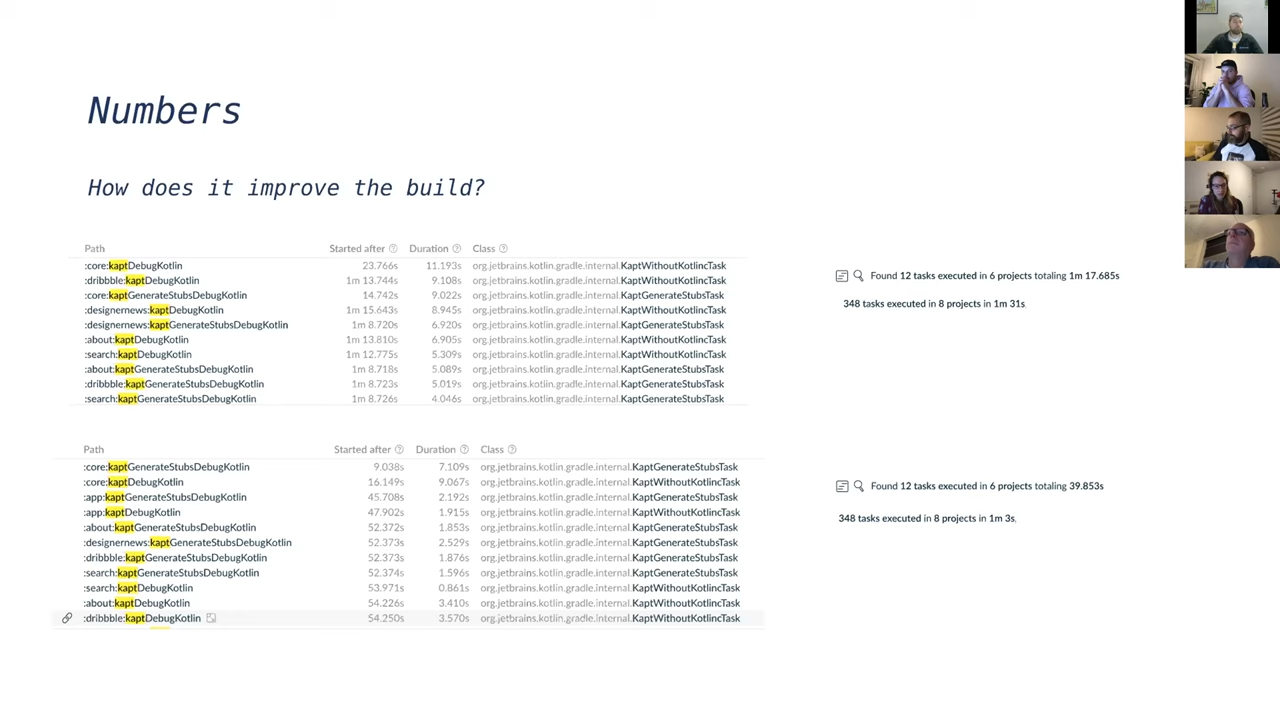 Numbers
How does it improve the build?
Path Started after Duration Class
:core:kaptDebugKotlin 23.766s 11.193s org.jetbrains.kotlin.gradle.internal.KaptWithoutKotlincTask
:dribbble:kaptDebugKotlin 1m 13.744s 9.108s org.jetbrains.kotlin.gradle.internal.KaptWithoutKotlincTask
:core:kaptGenerateStubsDebugKotlin 14.742s 9.022s org.jetbrains.kotlin.gradle.internal.KaptGenerateStubsTask
:designernews:kaptDebugKotlin 1m 15.643s 8.945s org.jetbrains.kotlin.gradle.internal.KaptWithoutKotlincTask
:designernews:kaptGenerateStubsDebugKotlin 1m 8.720s 6.920s org.jetbrains.kotlin.gradle.internal.KaptGenerateStubsTask
:about:kaptDebugKotlin 1m 13.810s 6.905s org.jetbrains.kotlin.gradle.internal.KaptWithoutKotlincTask
:search:kaptDebugKotlin 1m 12.775s 5.309s org.jetbrains.kotlin.gradle.internal.KaptWithoutKotlincTask
:about:kaptGenerateStubsDebugKotlin 1m 8.718s 5.089s org.jetbrains.kotlin.gradle.internal.KaptGenerateStubsTask
:dribbble:kaptGenerateStubsDebugKotlin 1m 8.723s 5.019s org.jetbrains.kotlin.gradle.internal.KaptGenerateStubsTask
:search:kaptGenerateStubsDebugKotlin 1m 8.726s 4.046s org.jetbrains.kotlin.gradle.internal.KaptGenerateStubsTask
Found 12 tasks executed in 6 projects totaling 1m 17.685s
348 tasks executed in 8 projects in 1m 31s
Path Started after Duration Class
:core:kaptGenerateStubsDebugKotlin 9.038s 7.109s org.jetbrains.kotlin.gradle.internal.KaptGenerateStubsTask
:core:kaptDebugKotlin 16.149s 9.067s org.jetbrains.kotlin.gradle.internal.KaptWithoutKotlincTask
:app:kaptGenerateStubsDebugKotlin 45.708s 2.192s org.jetbrains.kotlin.gradle.internal.KaptGenerateStubsTask
:app:kaptDebugKotlin 47.902s 1.915s org.jetbrains.kotlin.gradle.internal.KaptWithoutKotlincTask
:about:kaptGenerateStubsDebugKotlin 52.372s 1.853s org.jetbrains.kotlin.gradle.internal.KaptGenerateStubsTask
:designernews:kaptGenerateStubsDebugKotlin 52.373s 2.529s org.jetbrains.kotlin.gradle.internal.KaptGenerateStubsTask
:dribbble:kaptGenerateStubsDebugKotlin 52.373s 1.876s org.jetbrains.kotlin.gradle.internal.KaptGenerateStubsTask
:search:kaptGenerateStubsDebugKotlin 52.374s 1.596s org.jetbrains.kotlin.gradle.internal.KaptGenerateStubsTask
:search:kaptDebugKotlin 53.971s 0.861s org.jetbrains.kotlin.gradle.internal.KaptWithoutKotlincTask
:about:kaptDebugKotlin 54.226s 3.410s org.jetbrains.kotlin.gradle.internal.KaptWithoutKotlincTask
:dribbble:kaptDebugKotlin 54.250s 3.570s org.jetbrains.kotlin.gradle.internal.KaptWithoutKotlincTask
Found 12 tasks executed in 6 projects totaling 39.853s
348 tasks executed in 8 projects in 1m 3s.